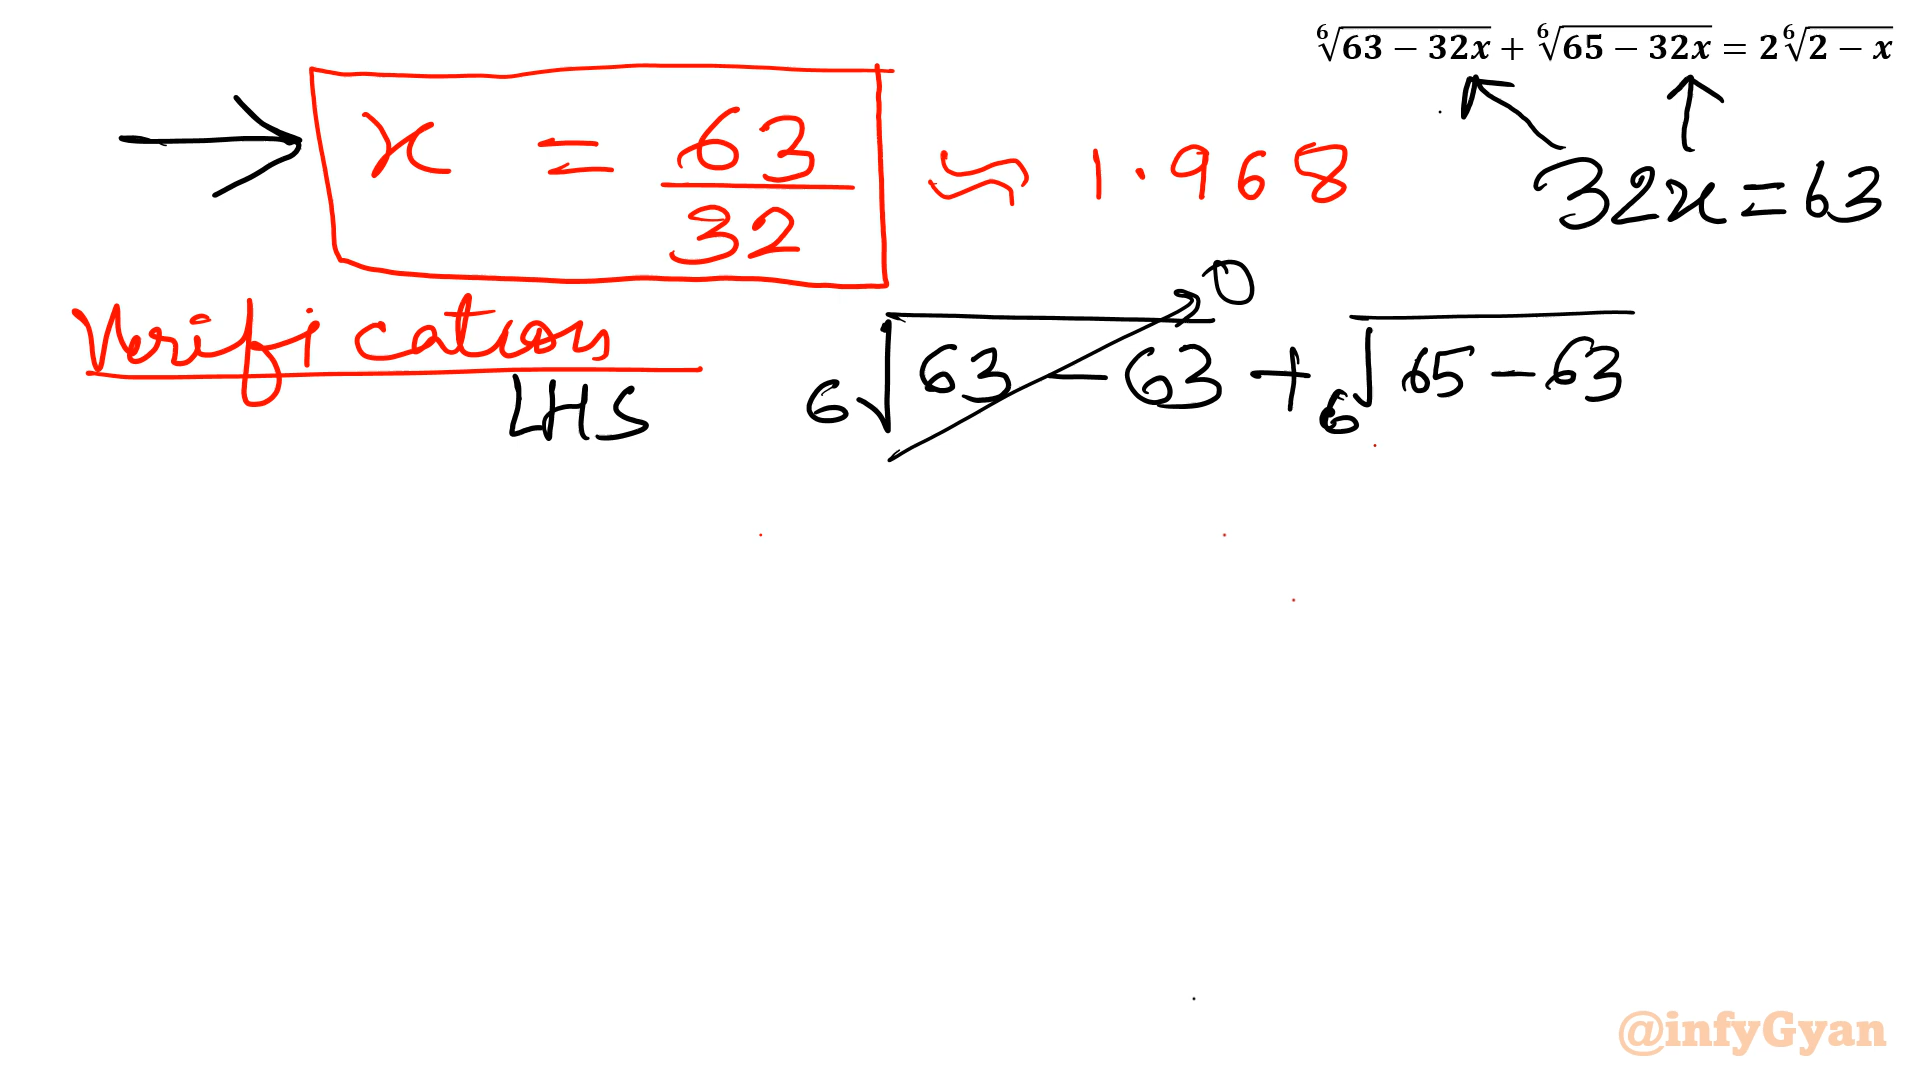 ⁶√(63 − 32x) + ⁶√(65 − 32x) = 2⁶√(2 − x)
→ x = 63/32 ≈ 1.968
32x = 63
Verification
LHS ⁶√(63 − 63) → 0 + ⁶√(65 − 63)
@infyGyan